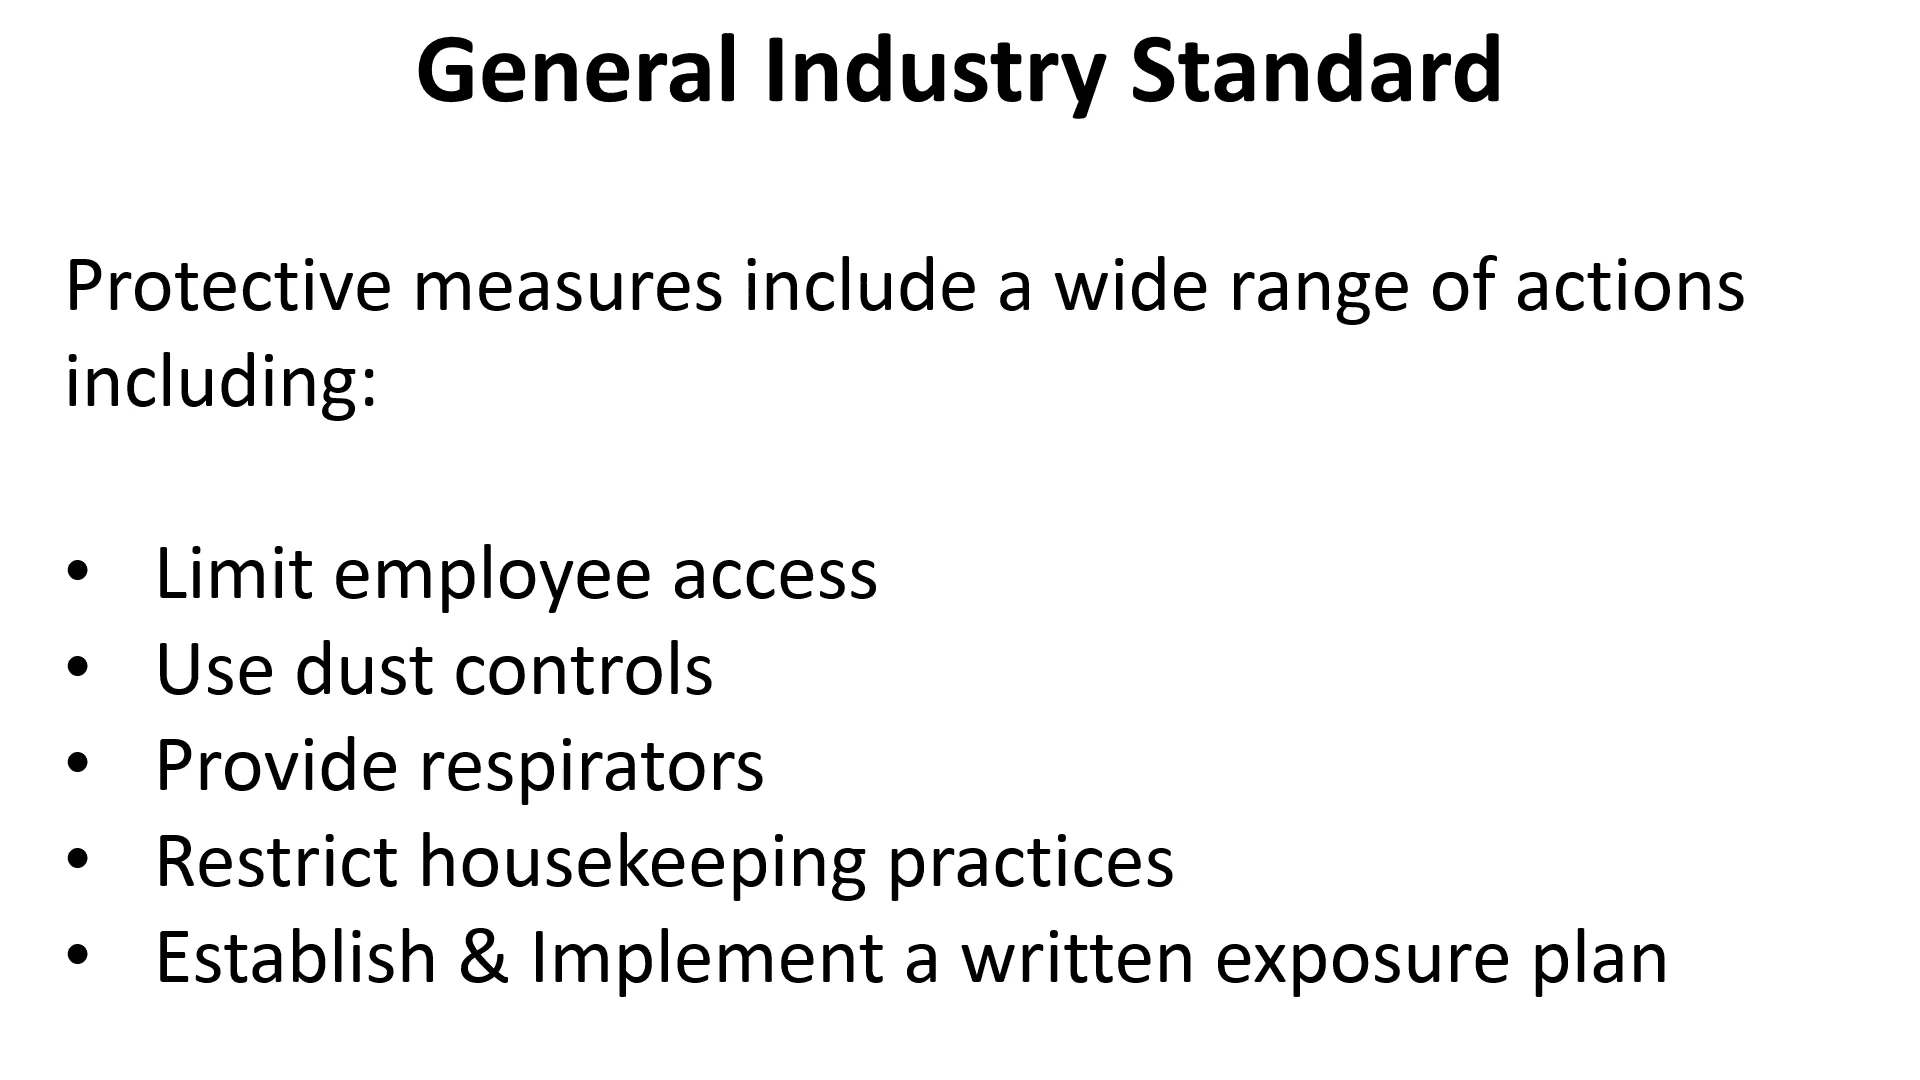 General Industry Standard
Protective measures include a wide range of actions
including:
• Limit employee access
• Use dust controls
• Provide respirators
• Restrict housekeeping practices
• Establish & Implement a written exposure plan